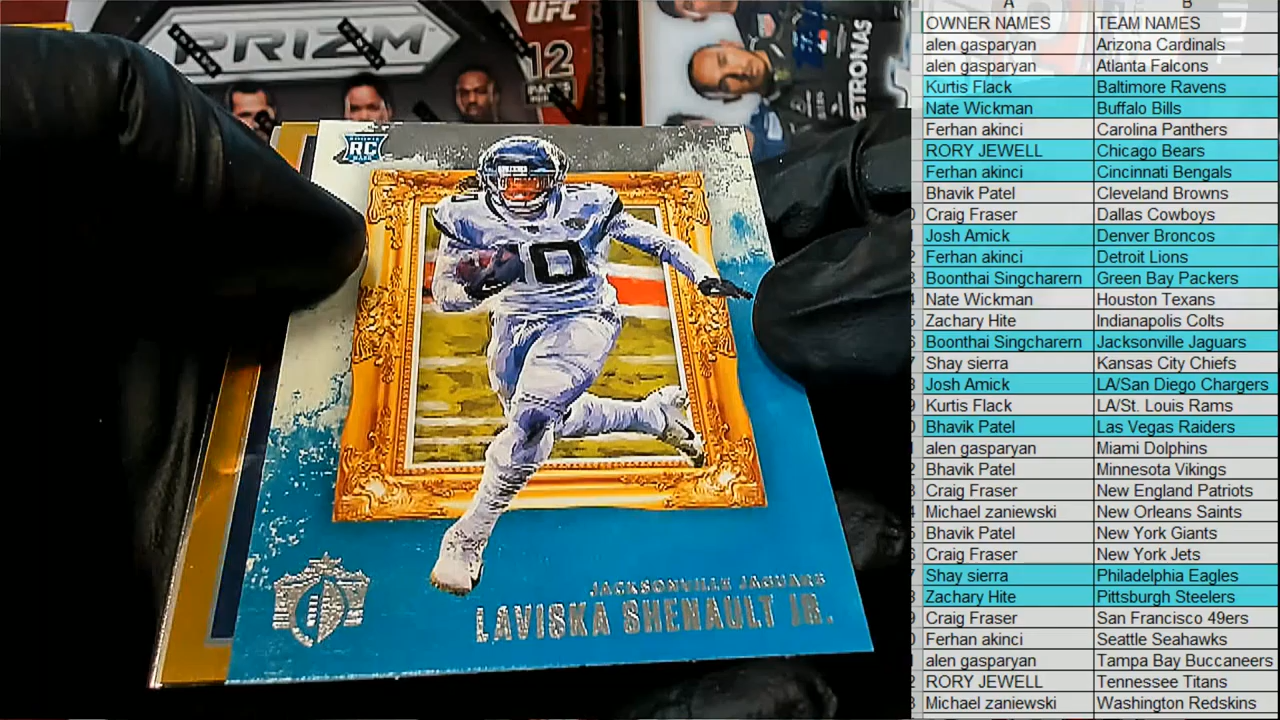 PRIZM
UFC
12
ETRONAS
RC
10
JACKSONVILLE JAGUARS
LAVISKA SHENAULT JR.
A B
OWNER NAMES TEAM NAMES
alen gasparyan Arizona Cardinals
alen gasparyan Atlanta Falcons
Kurtis Flack Baltimore Ravens
Nate Wickman Buffalo Bills
Ferhan akinci Carolina Panthers
RORY JEWELL Chicago Bears
Ferhan akinci Cincinnati Bengals
Bhavik Patel Cleveland Browns
Craig Fraser Dallas Cowboys
Josh Amick Denver Broncos
Ferhan akinci Detroit Lions
Boonthai Singcharern Green Bay Packers
Nate Wickman Houston Texans
Zachary Hite Indianapolis Colts
Boonthai Singcharern Jacksonville Jaguars
Shay sierra Kansas City Chiefs
Josh Amick LA/San Diego Chargers
Kurtis Flack LA/St. Louis Rams
Bhavik Patel Las Vegas Raiders
alen gasparyan Miami Dolphins
Bhavik Patel Minnesota Vikings
Craig Fraser New England Patriots
Michael zaniewski New Orleans Saints
Bhavik Patel New York Giants
Craig Fraser New York Jets
Shay sierra Philadelphia Eagles
Zachary Hite Pittsburgh Steelers
Craig Fraser San Francisco 49ers
Ferhan akinci Seattle Seahawks
alen gasparyan Tampa Bay Buccaneers
RORY JEWELL Tennessee Titans
Michael zaniewski Washington Redskins